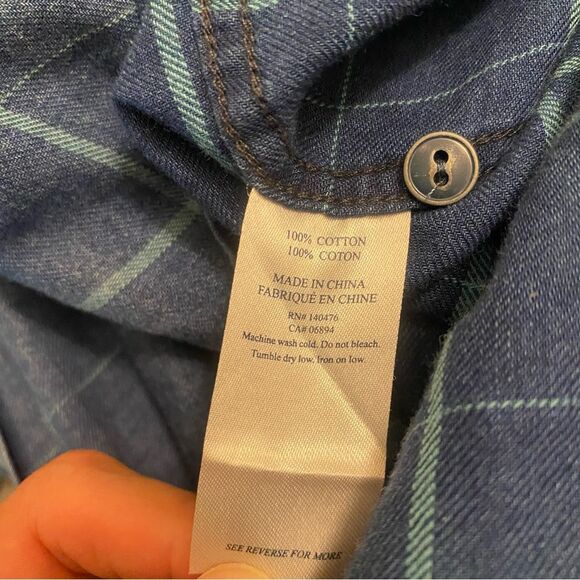 100% COTTON
100% COTON
MADE IN CHINA
FABRIQUÉ EN CHINE
RN# 140476
CA# 06894
Machine wash cold. Do not bleach.
Tumble dry low. Iron on low.
SEE REVERSE FOR MORE